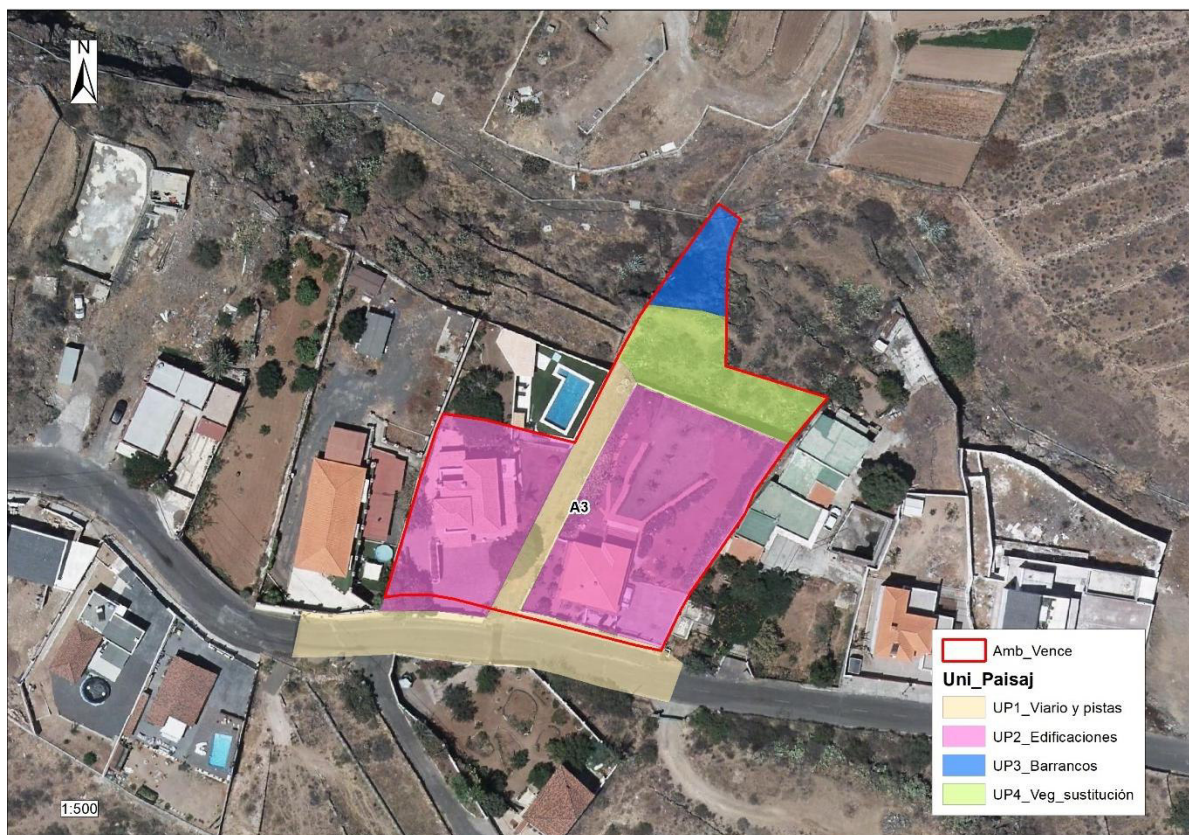 N
A3
Amb_Vence
Uni_Paisaj
UP1_Viario y pistas
UP2_Edificaciones
UP3_Barrancos
UP4_Veg_sustitución
1:500